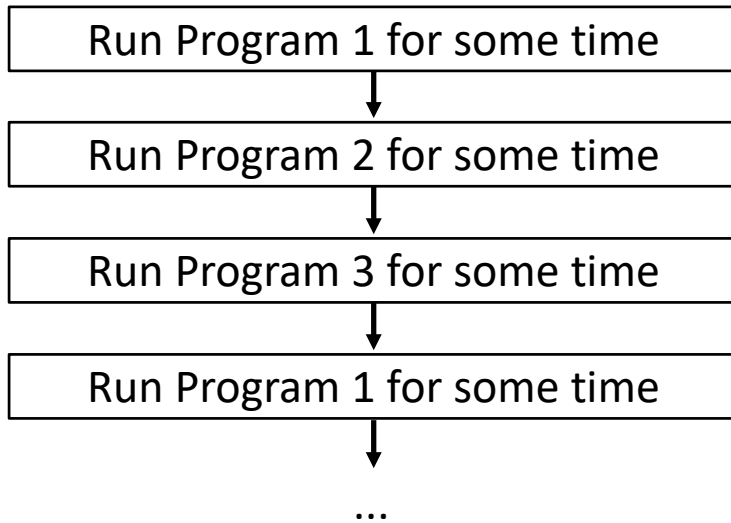 Run Program 1 for some time
Run Program 2 for some time
Run Program 3 for some time
Run Program 1 for some time
...